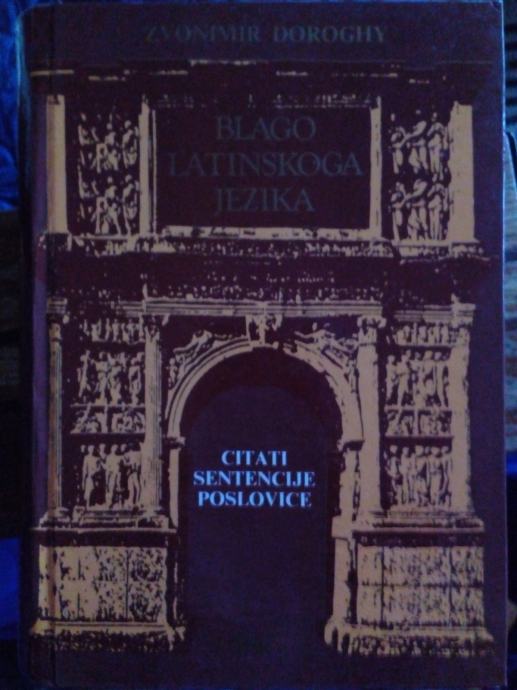 ZVONIMIR DOROGHY
BLAGO
LATINSKOGA
JEZIKA
CITATI
SENTENCIJE
POSLOVICE